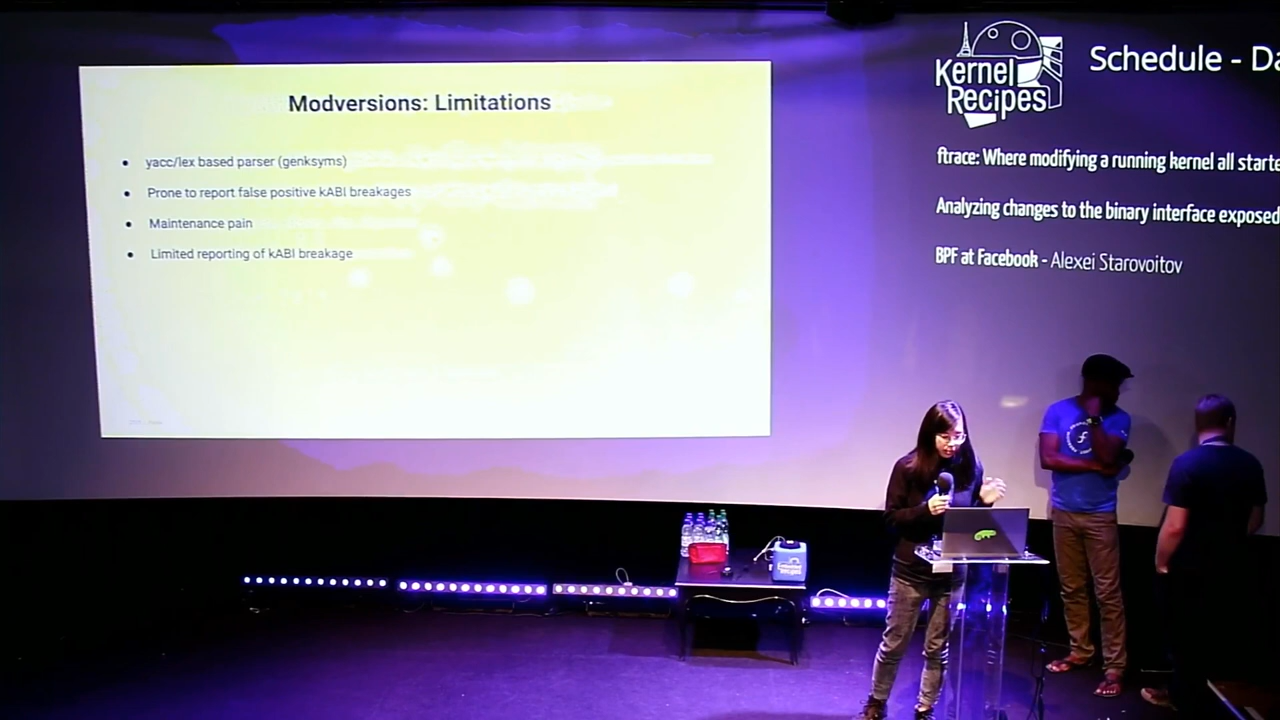 Modversions: Limitations
yacc/lex based parser (genksyms)
Prone to report false positive kABI breakages
Maintenance pain
Limited reporting of kABI breakage
Kernel
Recipes
Schedule - Da
ftrace: Where modifying a running kernel all starte
Analyzing changes to the binary interface exposed
BPF at Facebook - Alexei Starovoitov